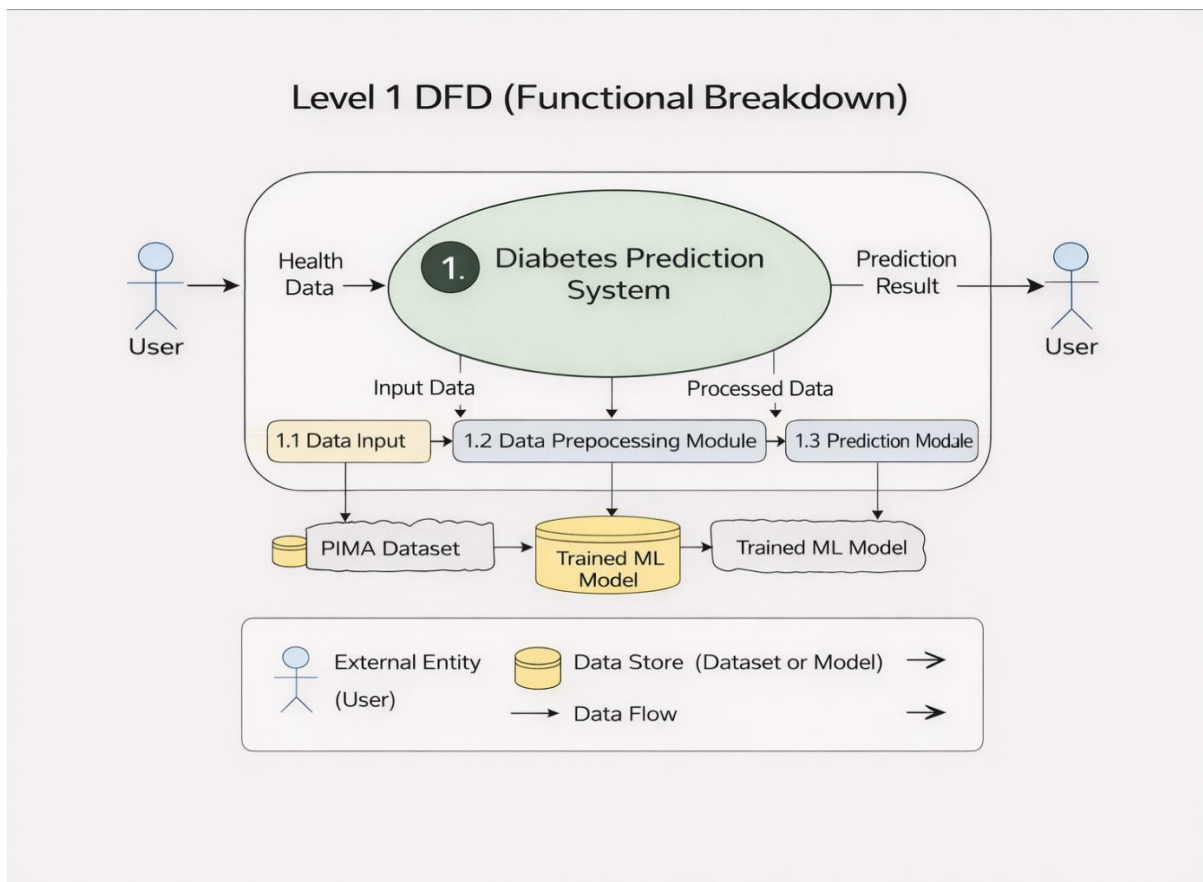 Level 1 DFD (Functional Breakdown)
Health
Data
1.
Diabetes Prediction
System
Prediction
Result
User
User
Input Data
Processed Data
1.1 Data Input
1.2 Data Prepocessing Module
1.3 Prediction Modale
PIMA Dataset
Trained ML
Model
Trained ML Model
External Entity
(User)
Data Store (Dataset or Model)
Data Flow